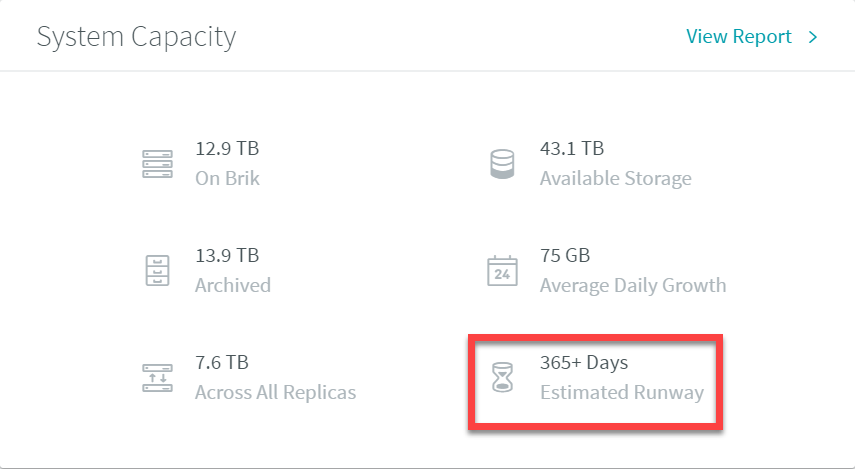 System Capacity
View Report
12.9 TB
On Brik
43.1 TB
Available Storage
13.9 TB
Archived
24
75 GB
Average Daily Growth
7.6 TB
Across All Replicas
365+ Days
Estimated Runway